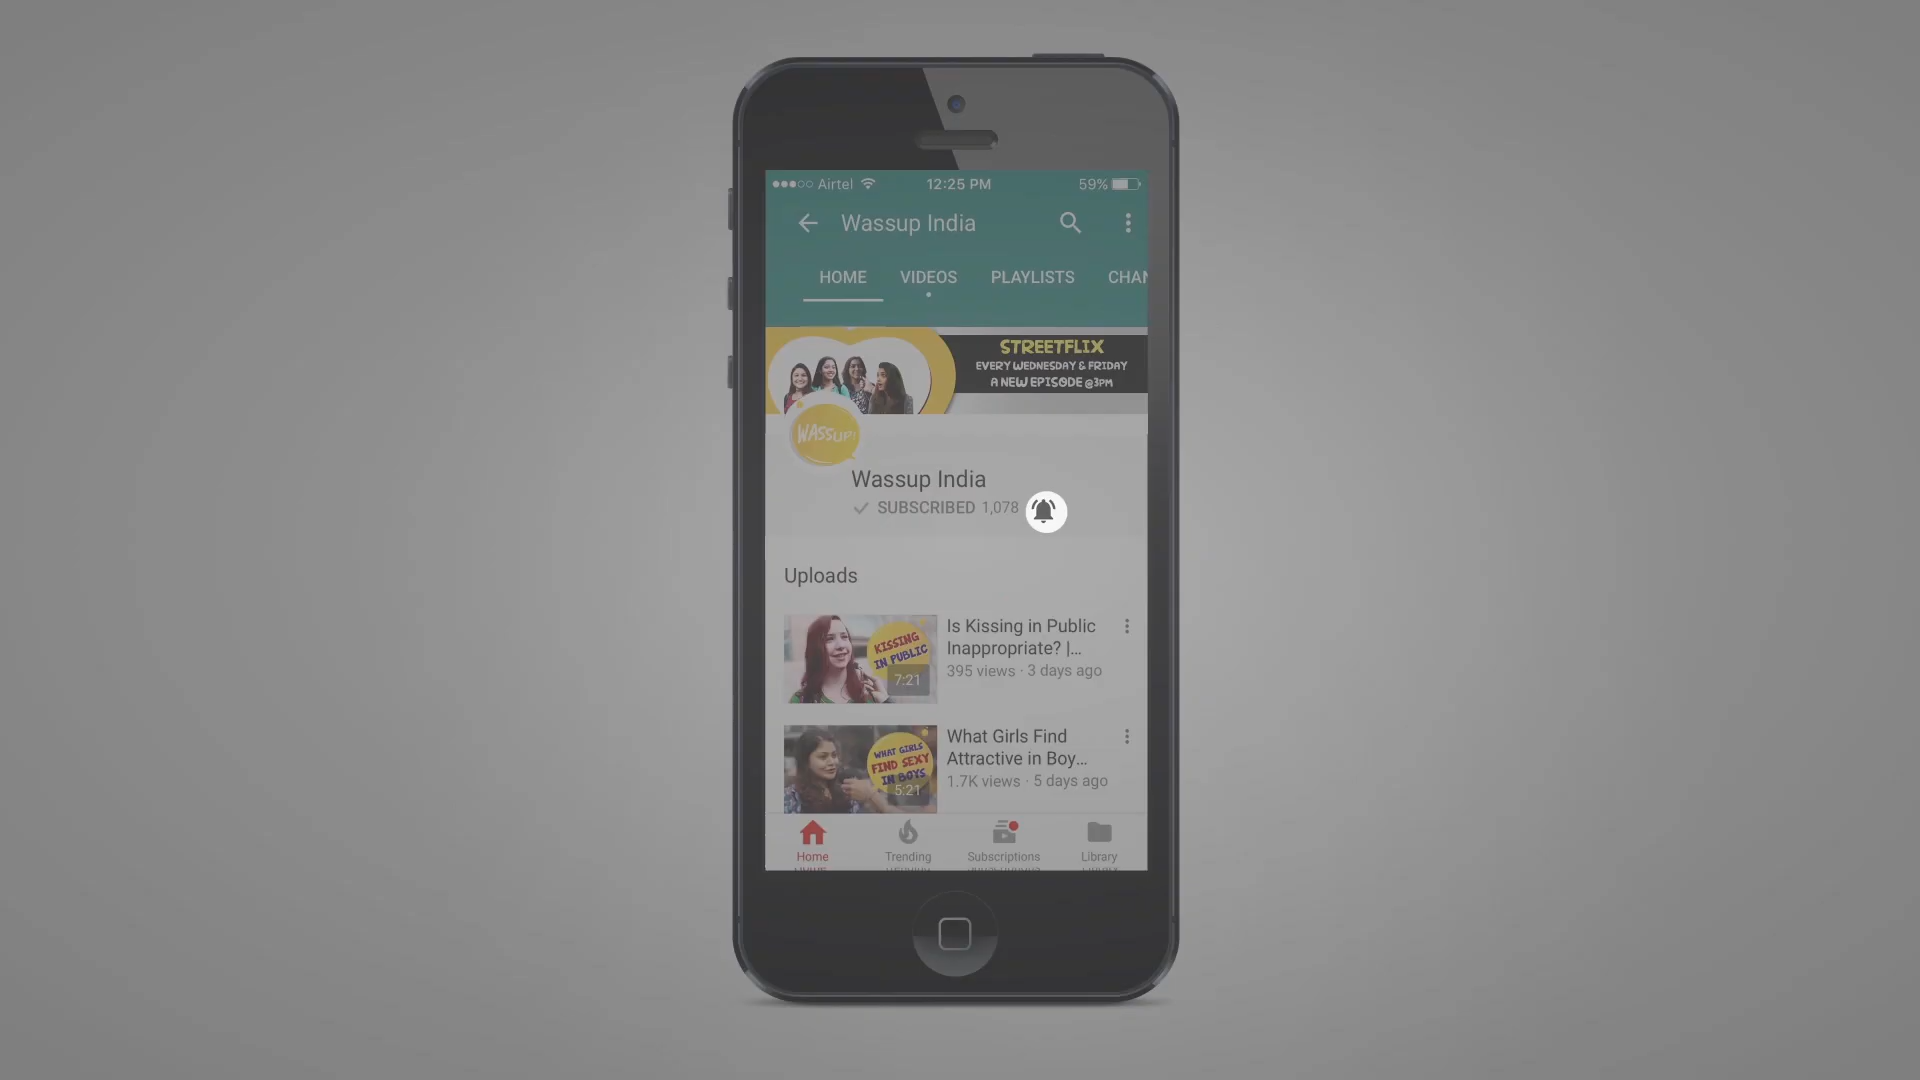 Airtel 12:25 PM 59%
Wassup India
HOME VIDEOS PLAYLISTS CHAN
STREETFLIX
EVERY WEDNESDAY & FRIDAY
A NEW EPISODE @3PM
WASSUP!
Wassup India
SUBSCRIBED 1,078
Uploads
KISSING
IN PUBLIC
7:21
Is Kissing in Public
Inappropriate? |...
395 views · 3 days ago
WHAT GIRLS
FIND SEXY
IN BOYS
5:21
What Girls Find
Attractive in Boy...
1.7K views · 5 days ago
Home Trending Subscriptions Library